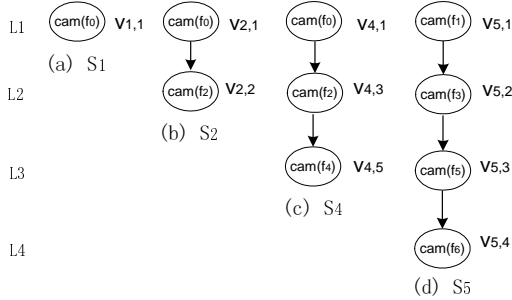 L1 cam(f0) V1,1 cam(f0) V2,1 cam(f0) V4,1 cam(f1) V5,1
(a) S1
L2 cam(f2) V2,2 cam(f2) V4,3 cam(f3) V5,2
(b) S2
L3 cam(f4) V4,5 cam(f5) V5,3
(c) S4
L4 cam(f6) V5,4
(d) S5